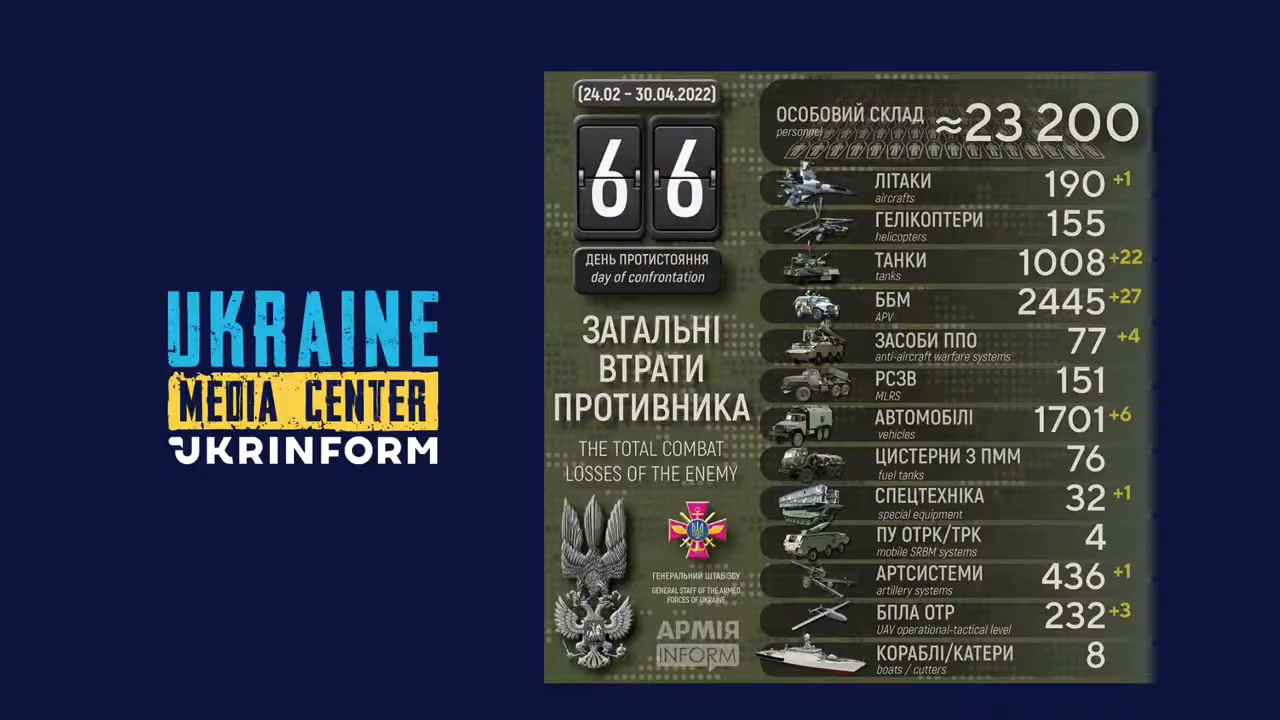 UKRAINE
MEDIA CENTER
UKRINFORM
(24.02 – 30.04.2022)
66
ДЕНЬ ПРОТИСТОЯННЯ
day of confrontation
ЗАГАЛЬНІ
ВТРАТИ
ПРОТИВНИКА
THE TOTAL COMBAT
LOSSES OF THE ENEMY
ГЕНЕРАЛЬНИЙ ШТАБ ЗСУ
GENERAL STAFF OF THE ARMED
FORCES OF UKRAINE
АРМІЯ
INFORM
ОСОБОВИЙ СКЛАД ≈23 200
personnel
ЛІТАКИ 190 +1
aircrafts
ГЕЛІКОПТЕРИ 155
helicopters
ТАНКИ 1008 +22
tanks
ББМ 2445 +27
APV
ЗАСОБИ ППО 77 +4
anti-aircraft warfare systems
РСЗВ 151
MLRS
АВТОМОБІЛІ 1701 +6
vehicles
ЦИСТЕРНИ З ПММ 76
fuel tanks
СПЕЦТЕХНІКА 32 +1
special equipment
ПУ ОТРК/ТРК 4
mobile SRBM systems
АРТСИСТЕМИ 436 +1
artillery systems
БПЛА ОТР 232 +3
UAV operational-tactical level
КОРАБЛІ/КАТЕРИ 8
boats / cutters